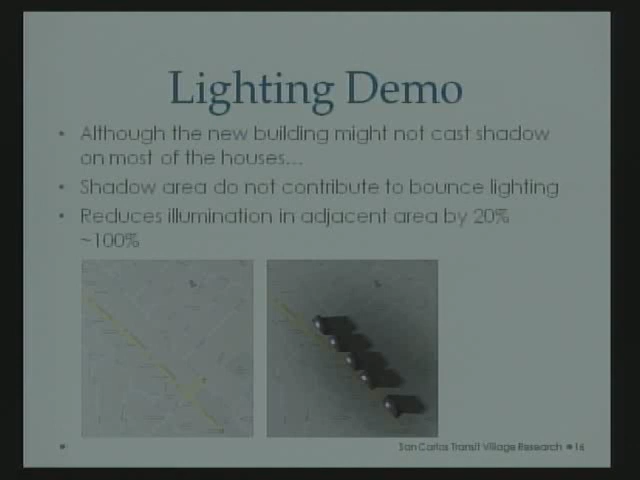 Lighting Demo
• Although the new building might not cast shadow
on most of the houses...
• Shadow area do not contribute to bounce lighting
• Reduces illumination in adjacent area by 20%
~100%
San Carlos Transit Village Research • 16